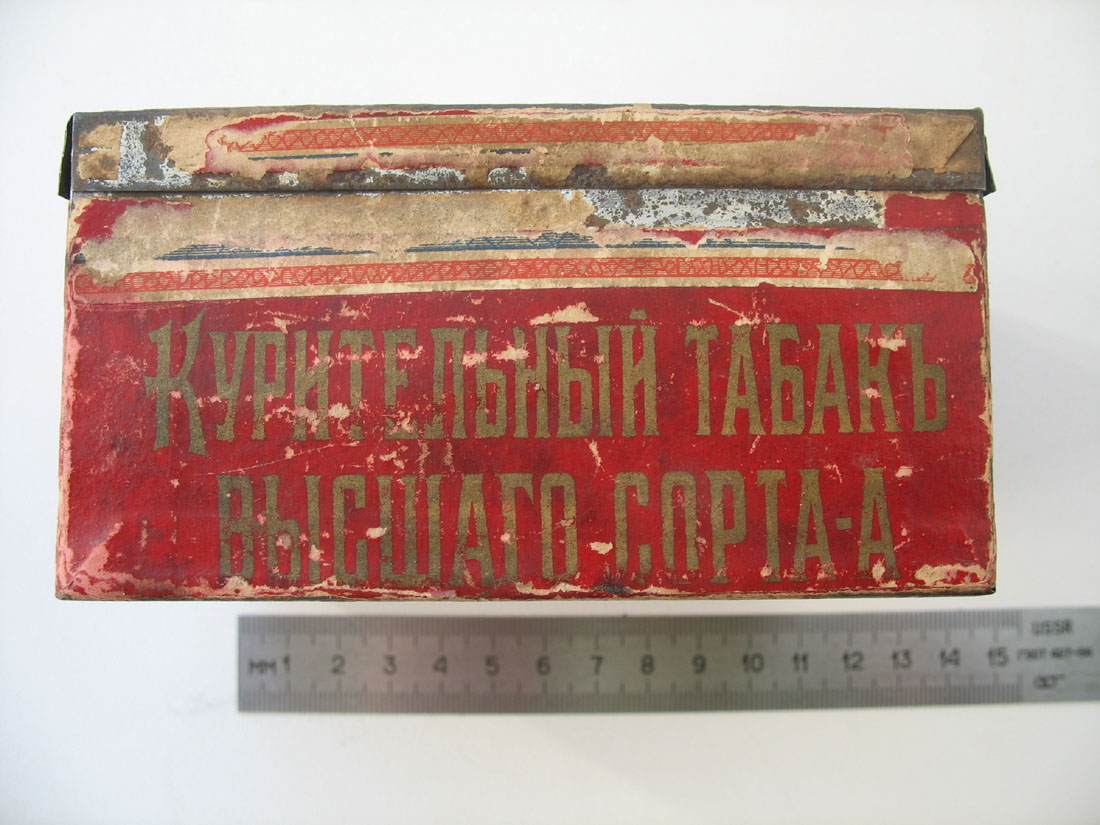 КУРИТЕЛЬНЫЙ ТАБАКЪ
ВЫСШАГО СОРТА-А
USSR
ММ 1 2 3 4 5 6 7 8 9 10 11 12 13 14 15
ГОСТ